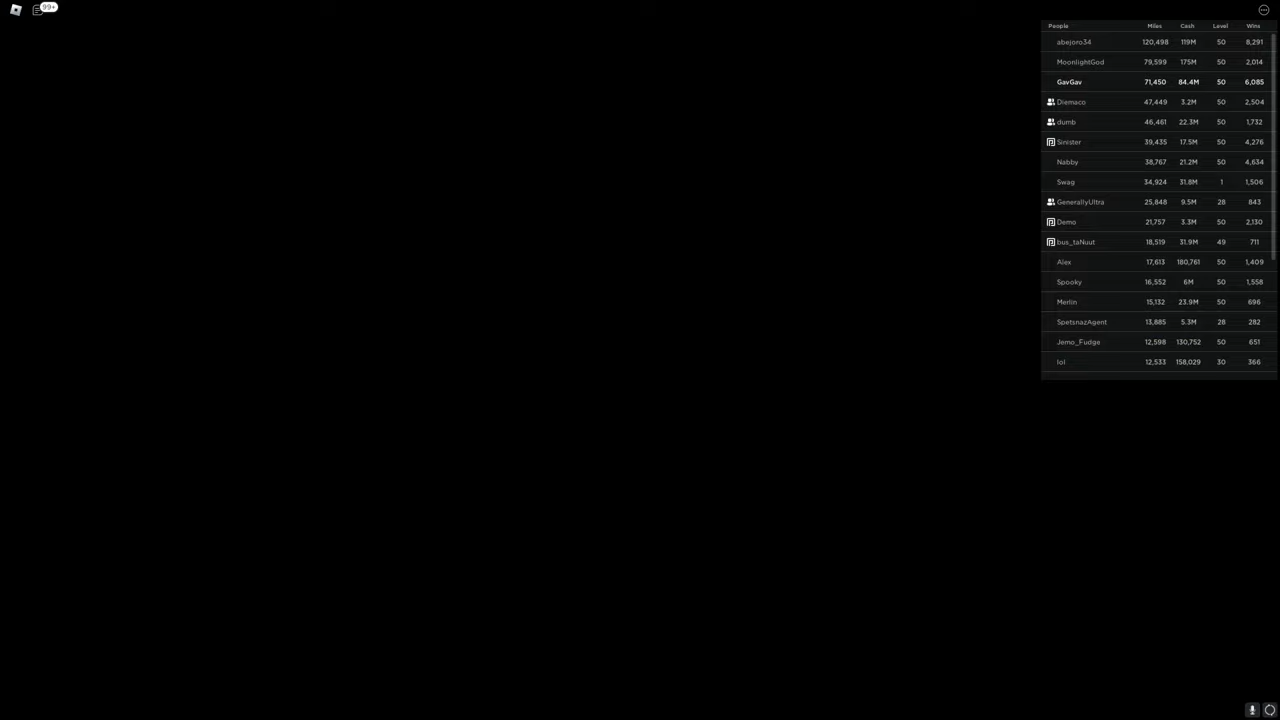 99+
People Miles Cash Level Wins
abejoro34 120,498 119M 50 8,291
MoonlightGod 79,599 175M 50 2,014
GavGav 71,450 84.4M 50 6,085
Diemaco 47,449 3.2M 50 2,504
dumb 46,461 22.3M 50 1,732
Sinister 39,435 17.5M 50 4,276
Nabby 38,767 21.2M 50 4,634
Swag 34,924 31.8M 1 1,506
GenerallyUltra 25,848 9.5M 28 843
Demo 21,757 3.3M 50 2,130
bus_taNuut 18,519 31.9M 49 711
Alex 17,613 180,761 50 1,409
Spooky 16,552 6M 50 1,558
Merlin 15,132 23.9M 50 696
SpetsnazAgent 13,885 5.3M 28 282
Jemo_Fudge 12,598 130,752 50 651
lol 12,533 158,029 30 366